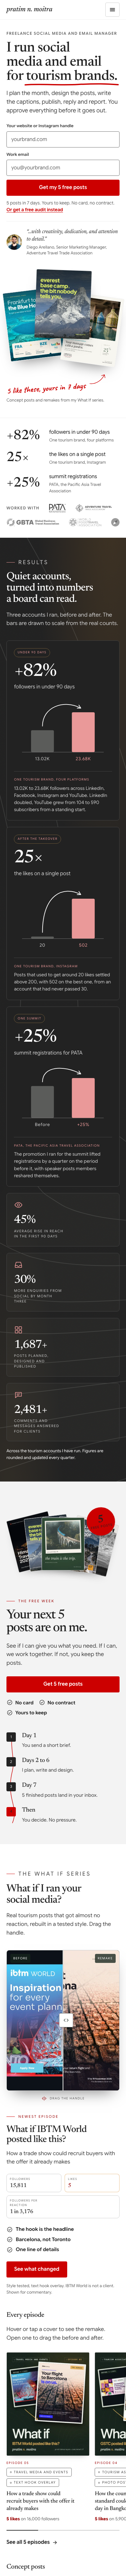 pratim n. moitra
FREELANCE SOCIAL MEDIA AND EMAIL MANAGER
I run social
media and email
for tourism brands.
I plan the month, design the posts, write
the captions, publish, reply and report. You
approve everything before it goes out.
Your website or Instagram handle
yourbrand.com
Work email
you@yourbrand.com
Get my 5 free posts
5 posts in 7 days. Yours to keep. No card, no contract.
Or get a free audit instead
"...with creativity, dedication, and attention
to detail."
Diego Arelano, Senior Marketing Manager,
Adventure Travel Trade Association
everest
base camp
the bit nobody
tells you.
5 like these, yours in 7 days
Concept posts and remakes from my What If series.
+82%
followers in under 90 days
One tourism brand, four platforms
25×
the likes on a single post
One tourism brand, Instagram
+25%
summit registrations
PATA, the Pacific Asia Travel
Association
WORKED WITH
PATA
GBTA
RESULTS
Quiet accounts,
turned into numbers
a board can read.
Three accounts I ran, before and after. The
bars are drawn to scale from the real counts.
UNDER 90 DAYS
+82%
followers in under 90 days
13.02K
23.68K
ONE TOURISM BRAND, FOUR PLATFORMS
13.02K to 23.68K followers across LinkedIn,
Facebook, Instagram and YouTube. LinkedIn
doubled, YouTube grew from 104 to 590
subscribers from a standing start.
AFTER THE TAKEOVER
25×
the likes on a single post
20
502
ONE TOURISM BRAND, INSTAGRAM
Posts that used to get around 20 likes settled
above 200, with 502 on the best one, from an
account that had never passed 30.
ONE SUMMIT
+25%
summit registrations for PATA
Before
+25%
PATA, THE PACIFIC ASIA TRAVEL ASSOCIATION
The promotion I ran for the summit lifted
registrations by a quarter on the period
before it, with speaker posts members
reshared themselves.
45%
AVERAGE RISE IN REACH
IN THE FIRST 90 DAYS
30%
MORE ENQUIRIES FROM
SOCIAL BY MONTH
THREE
1,687+
POSTS PLANNED,
DESIGNED AND
PUBLISHED
2,481+
COMMENTS AND
MESSAGES ANSWERED
FOR CLIENTS
Across the tourism accounts I have run. Figures are
rounded and updated every quarter.
5
THE FREE WEEK
Your next 5
posts are on me.
See if I can give you what you need. If I can,
we work together. If not, you keep the
posts.
Get 5 free posts
No card
No contract
Yours to keep
1
Day 1
You send a short brief.
2
Days 2 to 6
I plan, write and design.
3
Day 7
5 finished posts land in your inbox.
Then
You decide. No pressure.
THE WHAT IF SERIES
What if I ran your
social media?
Real tourism posts that got almost no
reaction, rebuilt in a tested style. Drag the
handle.
BEFORE
REMAKE
ibtm WORLD
Inspiration
for every
event planner
DRAG THE HANDLE
NEWEST EPISODE
What if IBTM World
posted like this?
How a trade show could recruit buyers with
the offer it already makes
FOLLOWERS
15,811
LIKES
5
FOLLOWERS PER
REACTION
1 in 3,176
The hook is the headline
Barcelona, not Toronto
One line of details
See what changed
Style tested, text hook overlay. IBTM World is not a client.
Shown for commentary.
Every episode
Hover or tap a cover to see the remake.
Open one to drag the before and after.
Your flight to
Barcelona
What if
What if
EPISODE 05
TRAVEL MEDIA AND EVENTS
TEXT HOOK OVERLAY
How a trade show could
recruit buyers with the offer it
already makes
5 likes on 16,000 followers
See all 5 episodes →
Concept posts